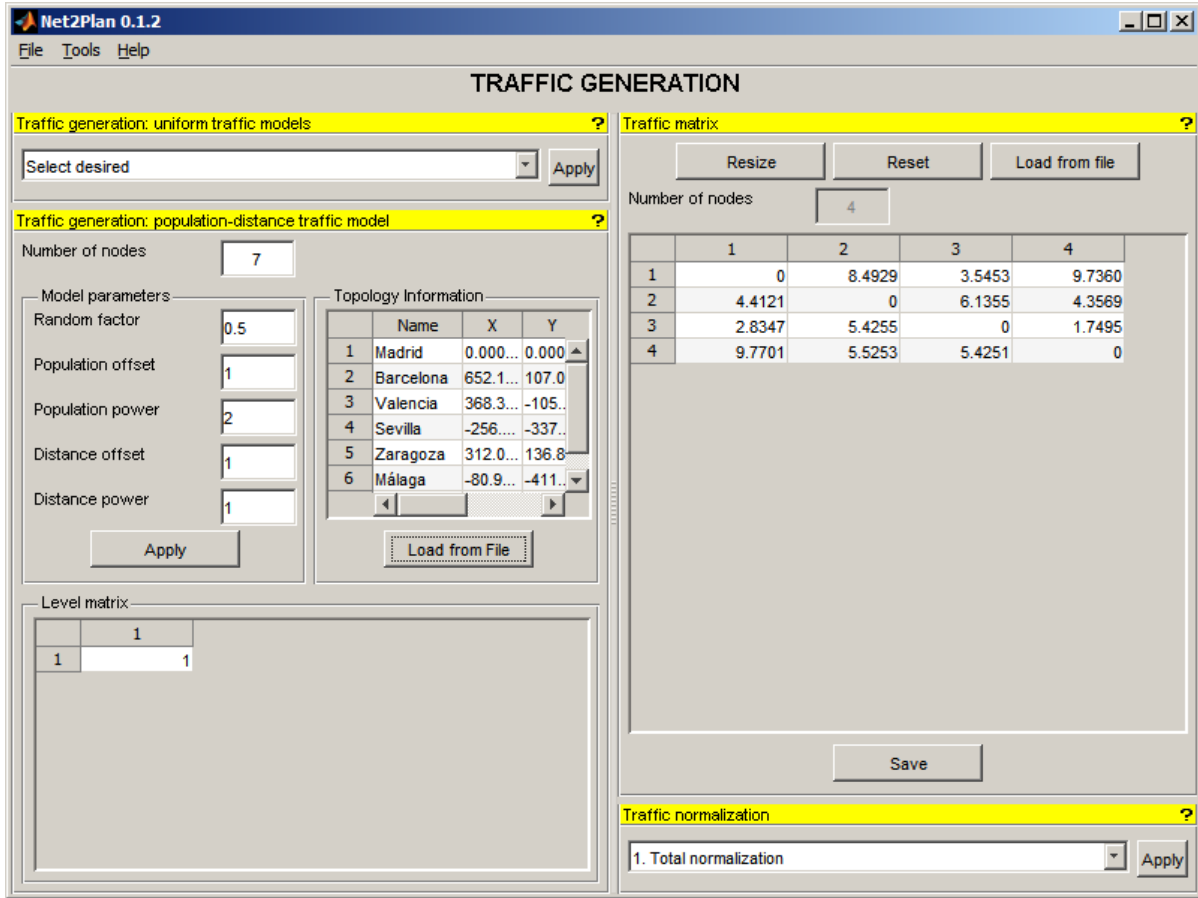 Net2Plan 0.1.2
File Tools Help
TRAFFIC GENERATION
Traffic generation: uniform traffic models ?
Select desired Apply
Traffic generation: population-distance traffic model ?
Number of nodes 7
Model parameters
Random factor 0.5
Population offset 1
Population power 2
Distance offset 1
Distance power 1
Apply
Topology Information
Name X Y
1 Madrid 0.000... 0.000
2 Barcelona 652.1... 107.0
3 Valencia 368.3... -105..
4 Sevilla -256.... -337..
5 Zaragoza 312.0... 136.8
6 Málaga -80.9... -411..
Load from File
Level matrix
1
1 1
Traffic matrix ?
Resize Reset Load from file
Number of nodes 4
1 2 3 4
1 0 8.4929 3.5453 9.7360
2 4.4121 0 6.1355 4.3569
3 2.8347 5.4255 0 1.7495
4 9.7701 5.5253 5.4251 0
Save
Traffic normalization ?
1. Total normalization Apply